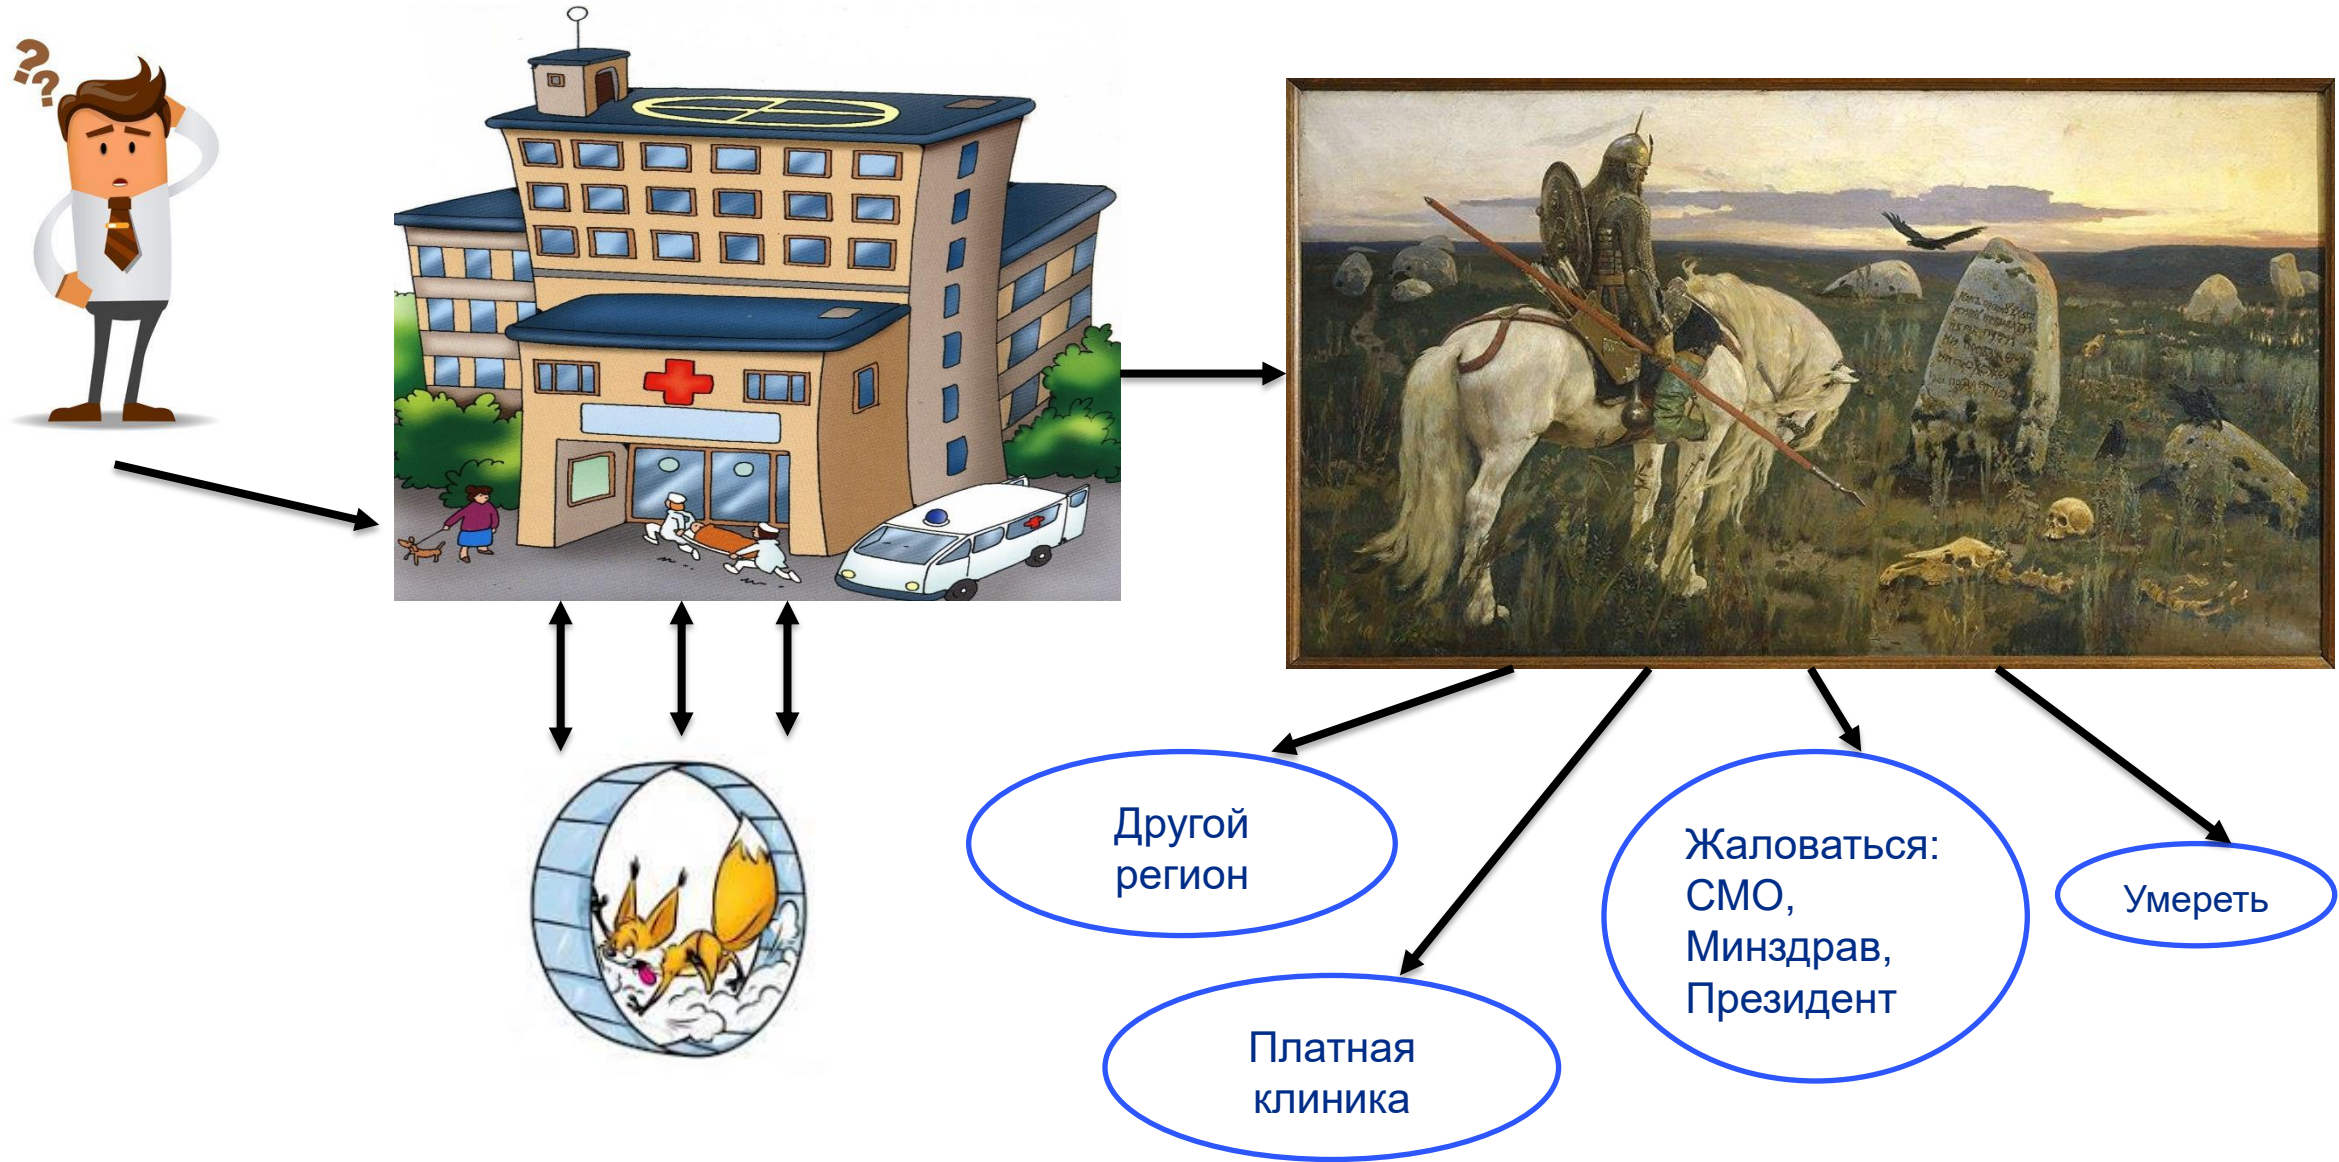 ??
Другой
регион
Платная
клиника
Жаловаться:
СМО,
Минздрав,
Президент
Умереть